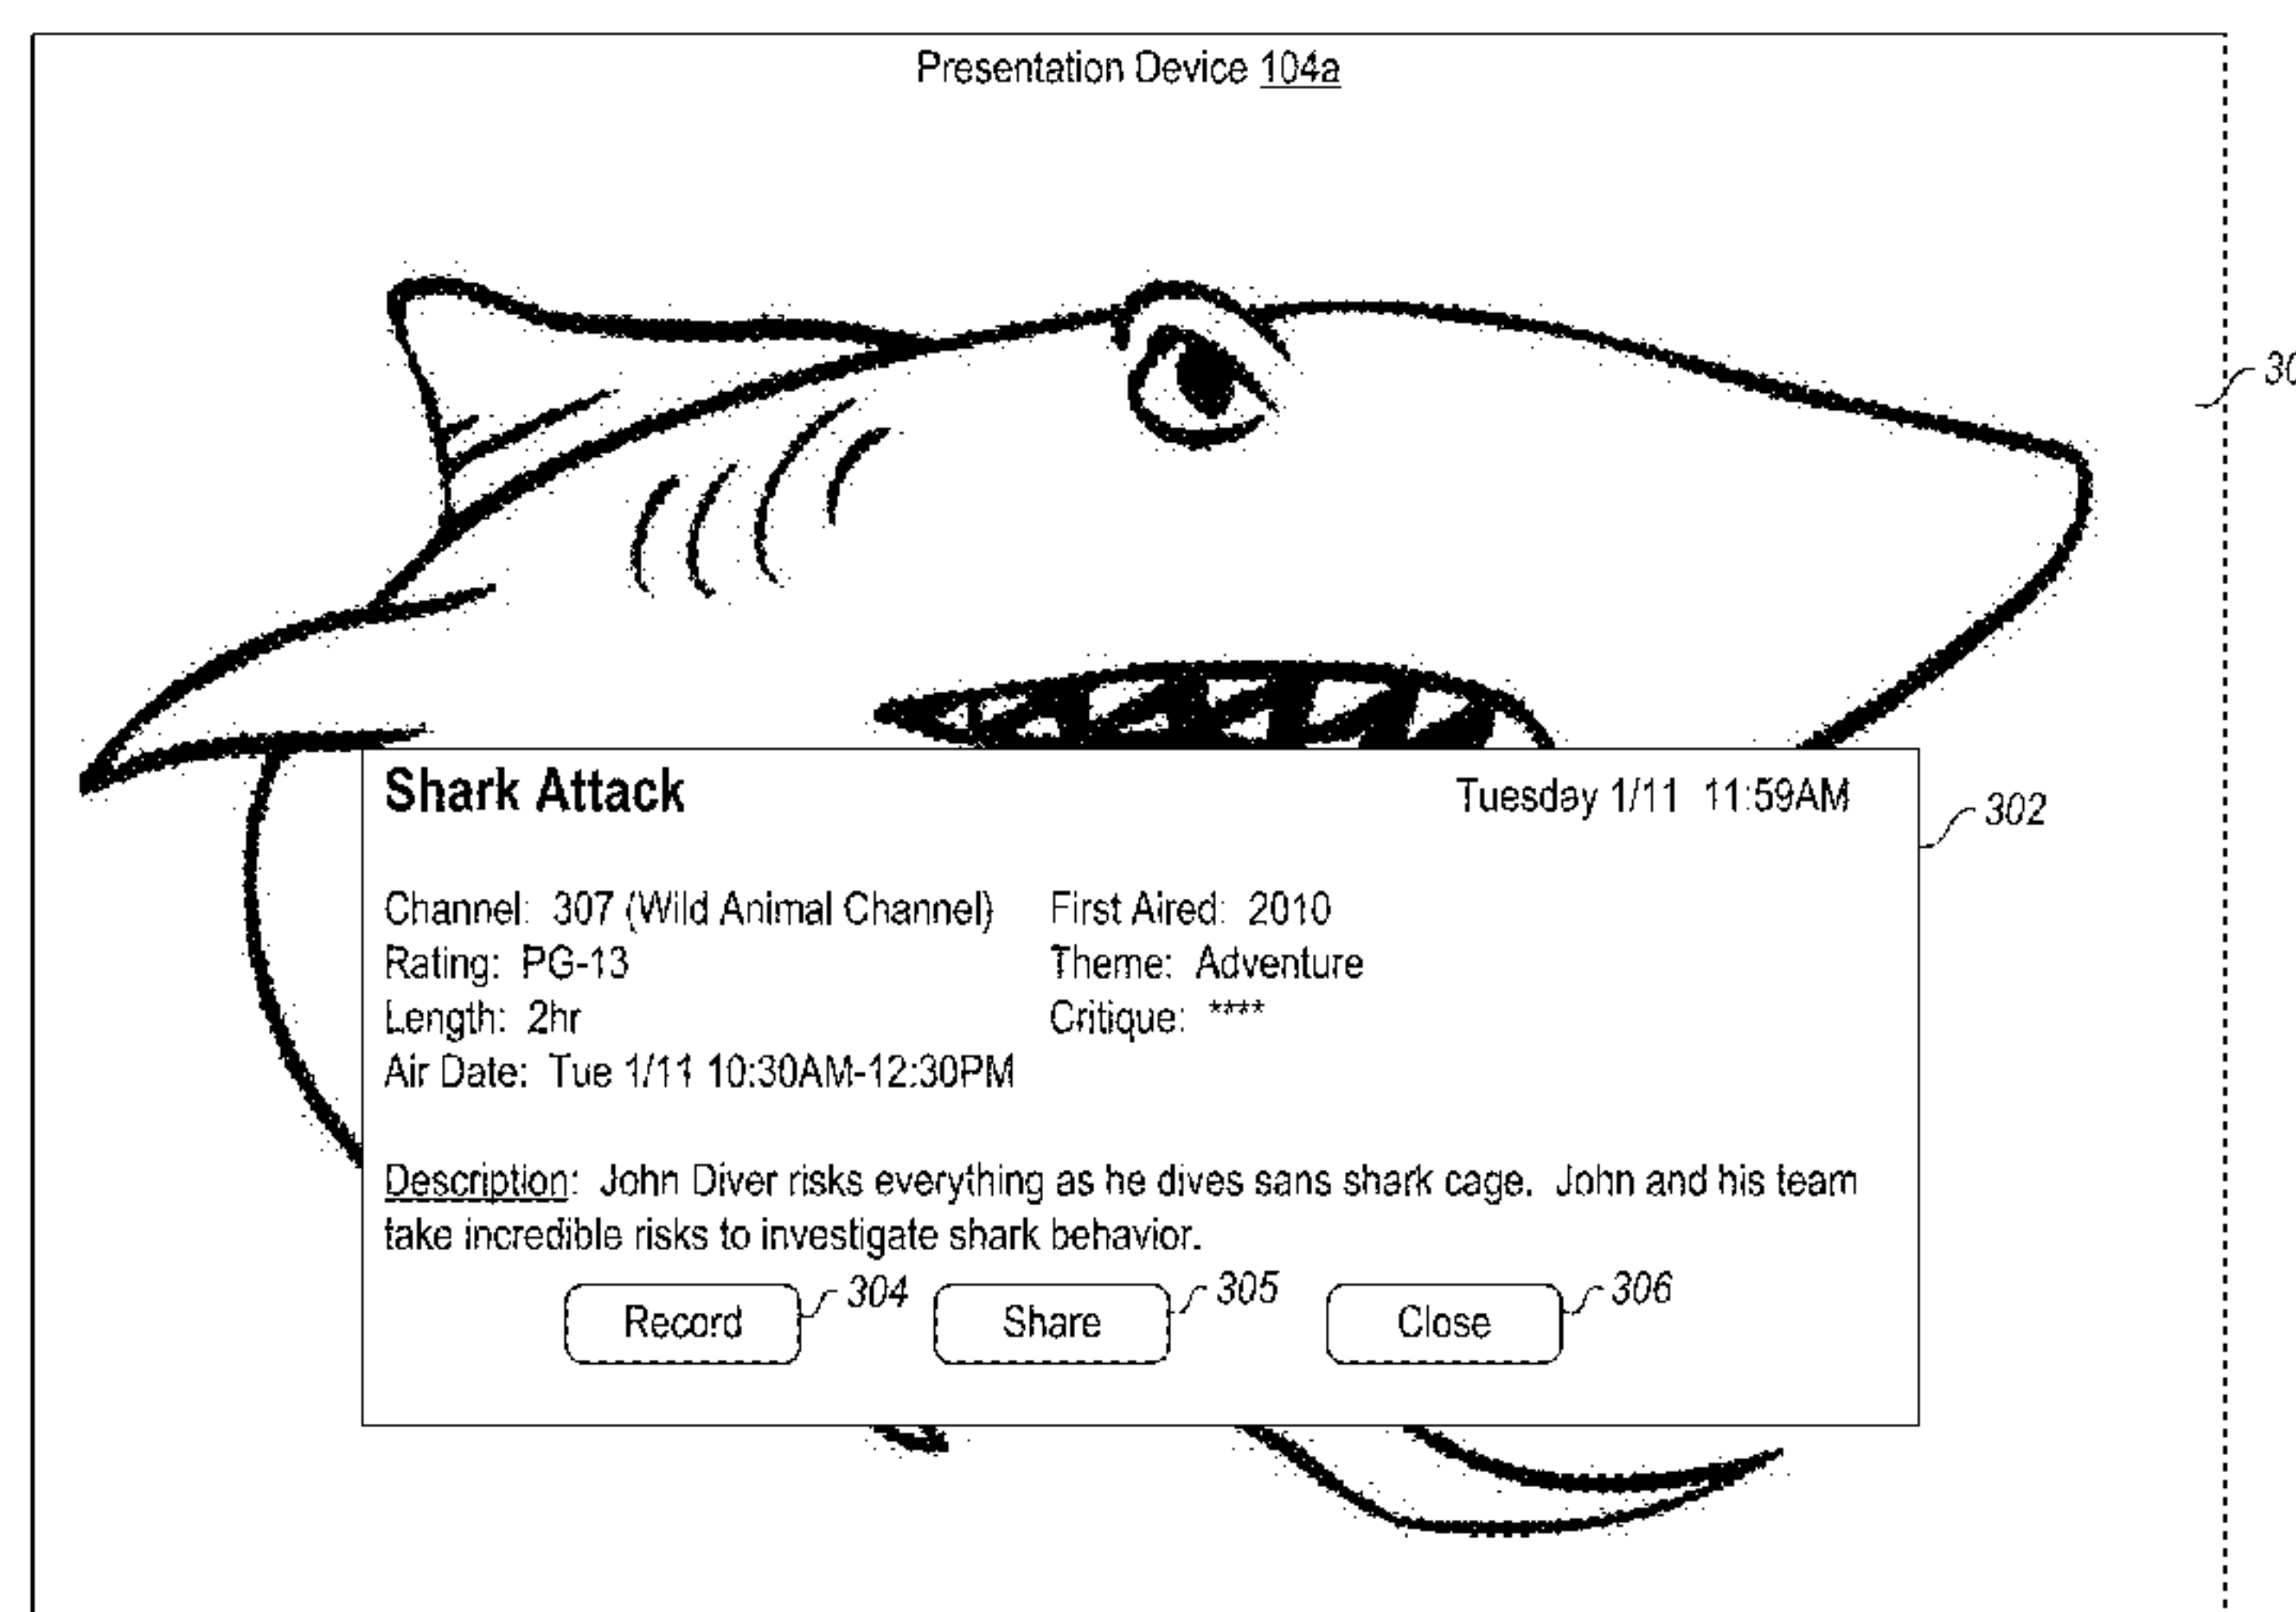 Presentation Device 104a
Shark Attack Tuesday 1/11 11:59AM
302
Channel: 307 (Wild Animal Channel) First Aired: 2010
Rating: PG-13 Theme: Adventure
Length: 2hr Critique: ****
Air Date: Tue 1/11 10:30AM-12:30PM
Description: John Diver risks everything as he dives sans shark cage. John and his team
take incredible risks to investigate shark behavior.
Record 304 Share 305 Close 306